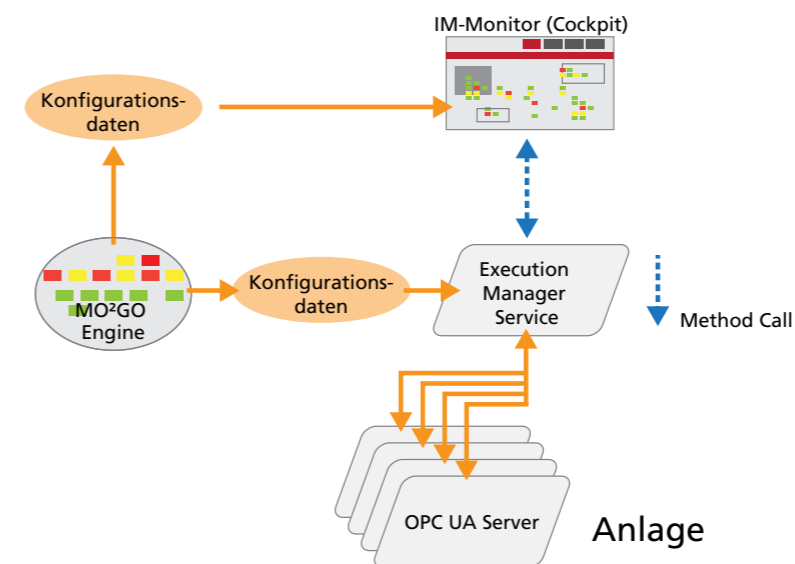 IM-Monitor (Cockpit)
Konfigurations-
daten
MO²GO
Engine
Konfigurations-
daten
Execution
Manager
Service
Method Call
OPC UA Server
Anlage